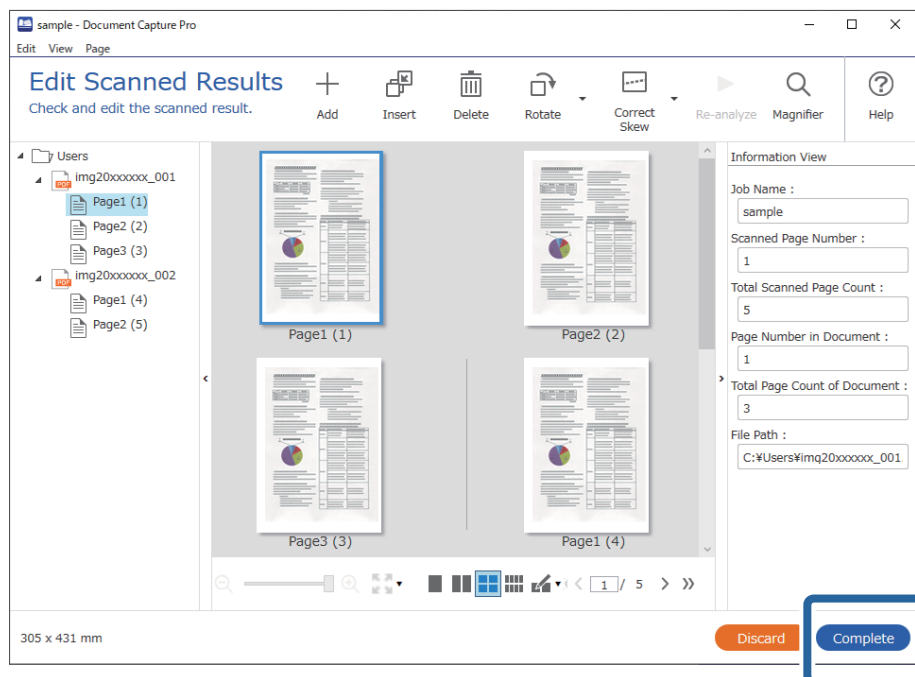 sample - Document Capture Pro
Edit View Page
Edit Scanned Results
Check and edit the scanned result.
Add
Insert
Delete
Rotate
Correct
Skew
Re-analyze
Magnifier
Help
Users
img20xxxxxx_001
PDF
Page1 (1)
Page2 (2)
Page3 (3)
img20xxxxxx_002
PDF
Page1 (4)
Page2 (5)
Page1 (1)
Page2 (2)
Page3 (3)
Page1 (4)
1 / 5
Information View
Job Name :
sample
Scanned Page Number :
1
Total Scanned Page Count :
5
Page Number in Document :
1
Total Page Count of Document :
3
File Path :
C:¥Users¥img20xxxxxx_001
305 x 431 mm
Discard
Complete